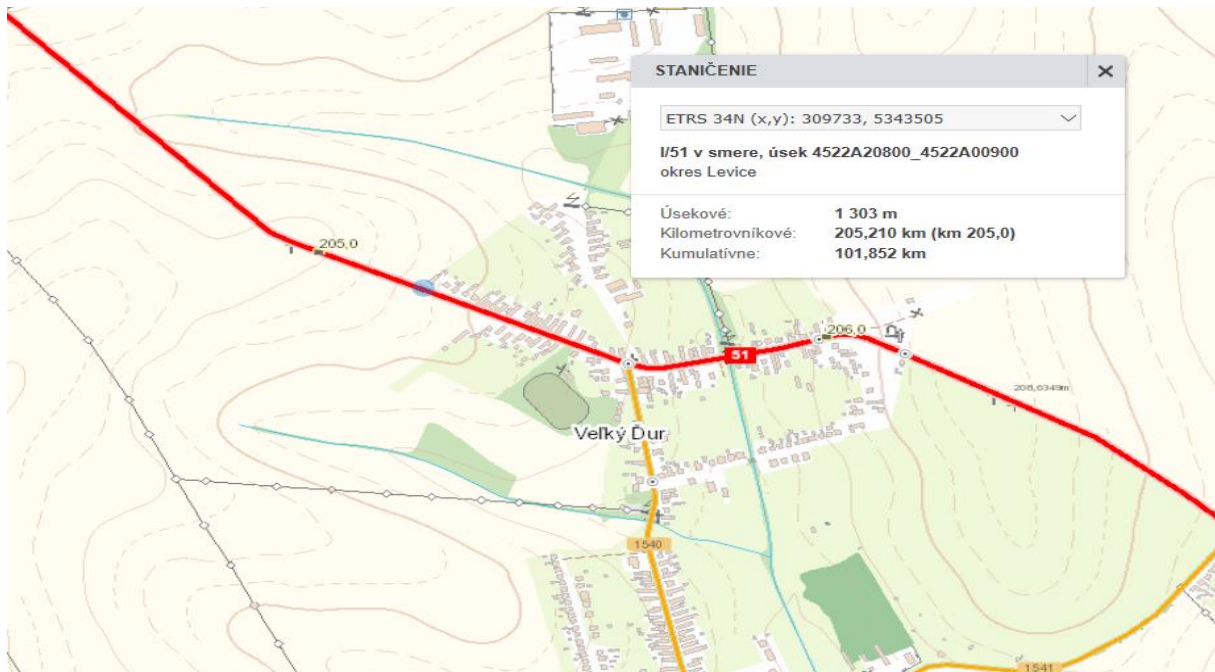 STANIČENIE
ETRS 34N (x,y): 309733, 5343505
I/51 v smere, úsek 4522A20800_4522A00900
okres Levice
Úsekové: 1 303 m
Kilometrovníkové: 205,210 km (km 205,0)
Kumulatívne: 101,852 km
205,0
206,0
51
208,6349m
Veľký Ďur
1540
1541